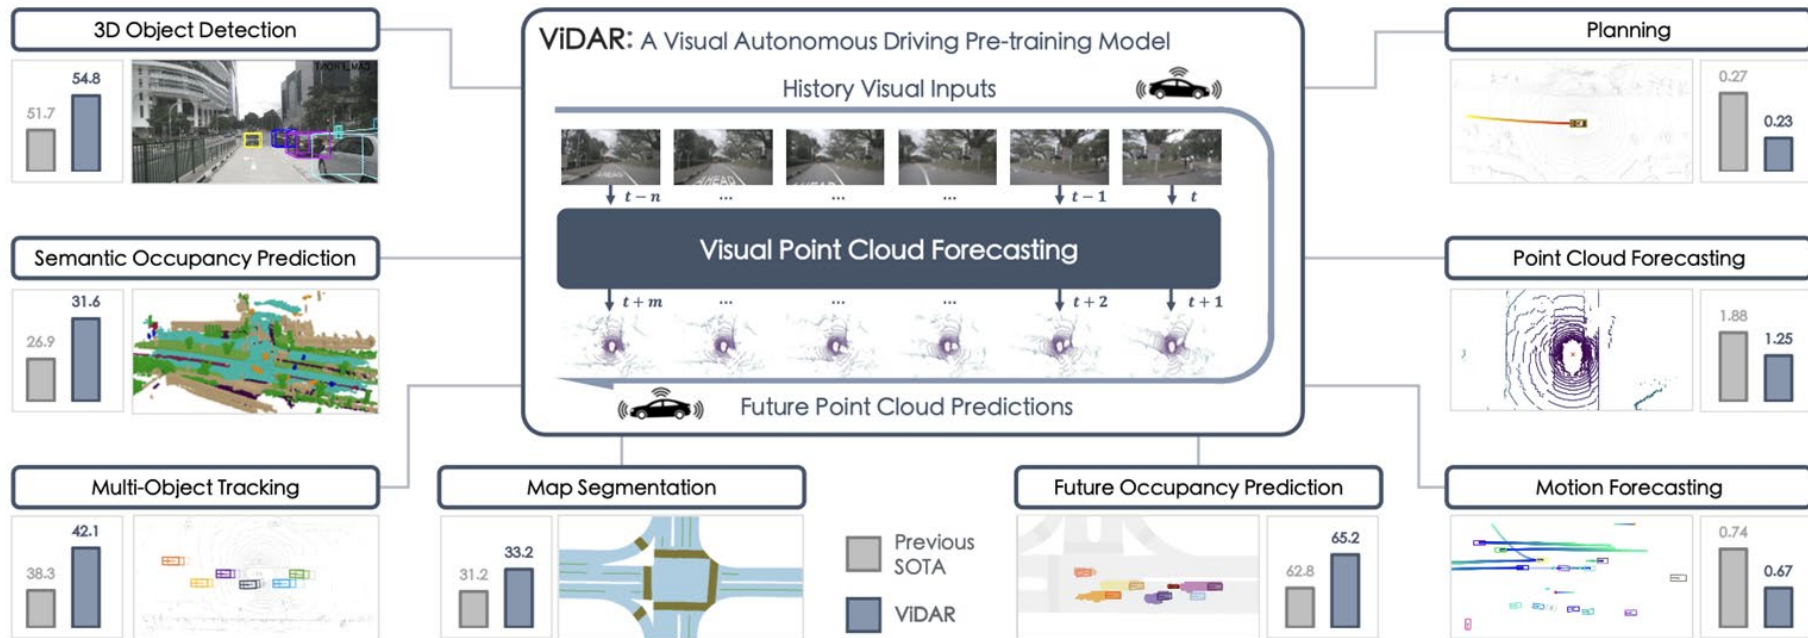 3D Object Detection
51.7
54.8
CAM_FRONT
Semantic Occupancy Prediction
26.9
31.6
Multi-Object Tracking
38.3
42.1
ViDAR: A Visual Autonomous Driving Pre-training Model
History Visual Inputs
AHEAD
AHEAD
AHEAD
t − n ... ... ... t − 1 t
Visual Point Cloud Forecasting
t + m ... ... ... t + 2 t + 1
Future Point Cloud Predictions
Map Segmentation
31.2
33.2
Previous
SOTA
ViDAR
Future Occupancy Prediction
62.8
65.2
Planning
0.27
0.23
Point Cloud Forecasting
1.88
1.25
Motion Forecasting
0.74
0.67